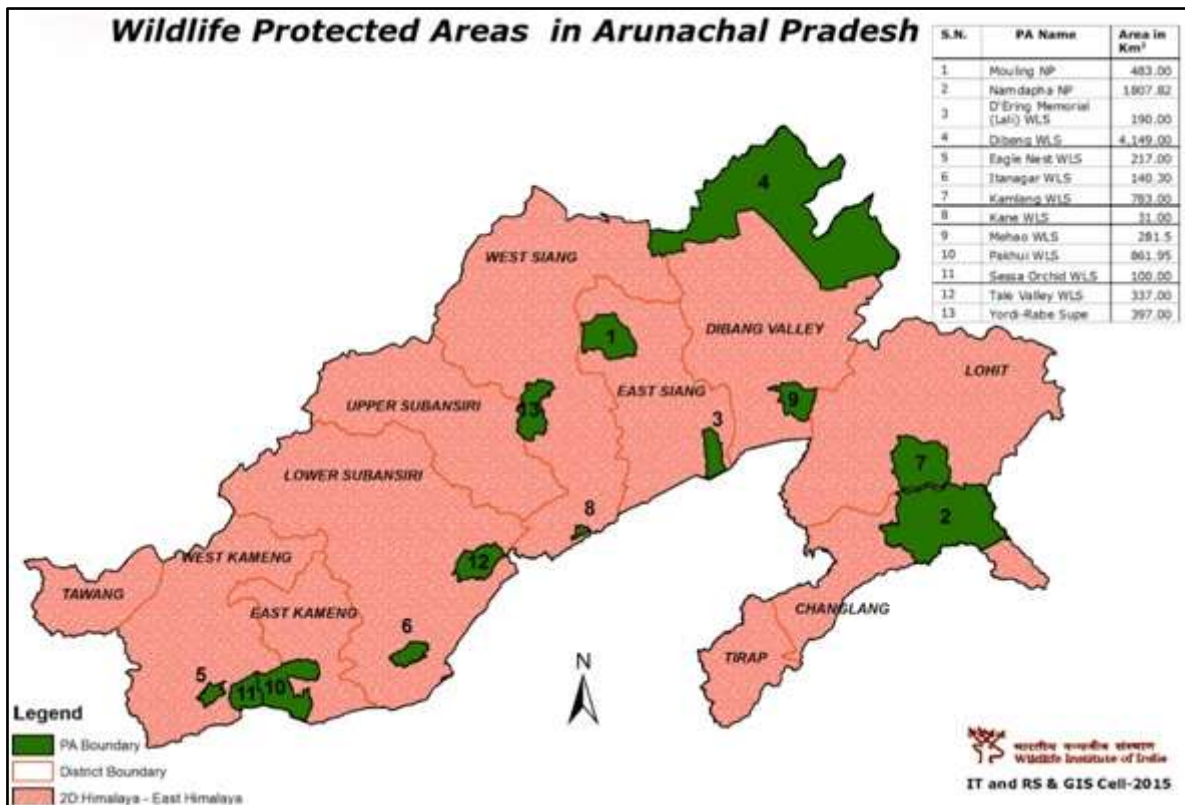 Wildlife Protected Areas in Arunachal Pradesh
S.N. PA Name Area in Km²
1 Mouling NP 483.00
2 Namdapha NP 1807.82
3 D'Ering Memorial (Lali) WLS 190.00
4 Dibang WLS 4,149.00
5 Eagle Nest WLS 217.00
6 Itanagar WLS 140.30
7 Kamlang WLS 783.00
8 Kane WLS 31.00
9 Mehao WLS 281.5
10 Pakhui WLS 861.95
11 Sessa Orchid WLS 100.00
12 Tale Valley WLS 337.00
13 Yordi-Rabe Supe 397.00
4
WEST SIANG
1
DIBANG VALLEY
LOHIT
EAST SIANG
UPPER SUBANSIRI
13
9
3
LOWER SUBANSIRI
7
2
8
WEST KAMENG
12
TAWANG
EAST KAMENG
CHANGLANG
6
TIRAP
N
5
11
10
Legend
PA Boundary
District Boundary
2D:Himalaya - East Himalaya
भारतीय वन्यजीव संस्थान
Wildlife Institute of India
IT and RS & GIS Cell-2015